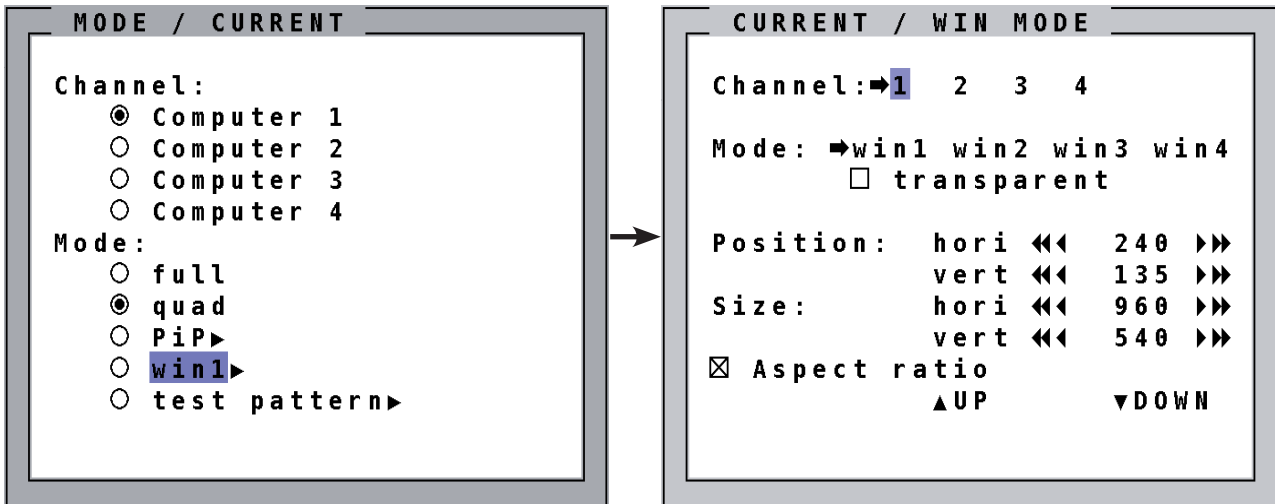 MODE / CURRENT
Channel:
Computer 1
Computer 2
Computer 3
Computer 4
Mode:
full
quad
PiP▶
win1▶
test pattern▶
CURRENT / WIN MODE
Channel:➡1 2 3 4
Mode: ➡win1 win2 win3 win4
transparent
Position: hori ◀◀◀ 240 ▶▶▶
vert ◀◀◀ 135 ▶▶▶
Size: hori ◀◀◀ 960 ▶▶▶
vert ◀◀◀ 540 ▶▶▶
☒ Aspect ratio
▲UP ▼DOWN